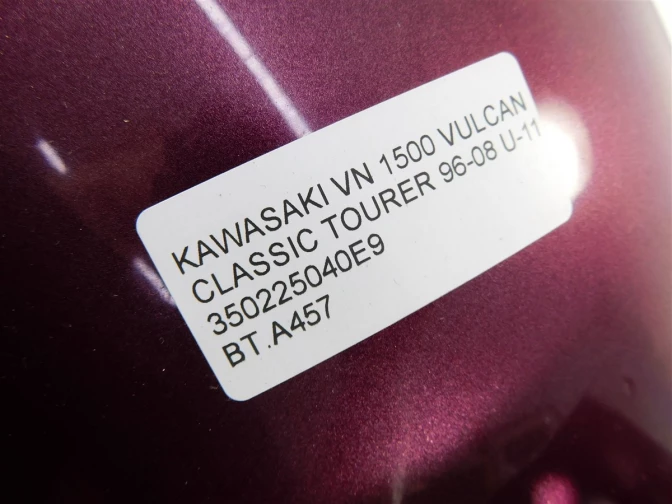 KAWASAKI VN 1500 VULCAN
CLASSIC TOURER 96-08 U-11
350225040E9
BT.A457